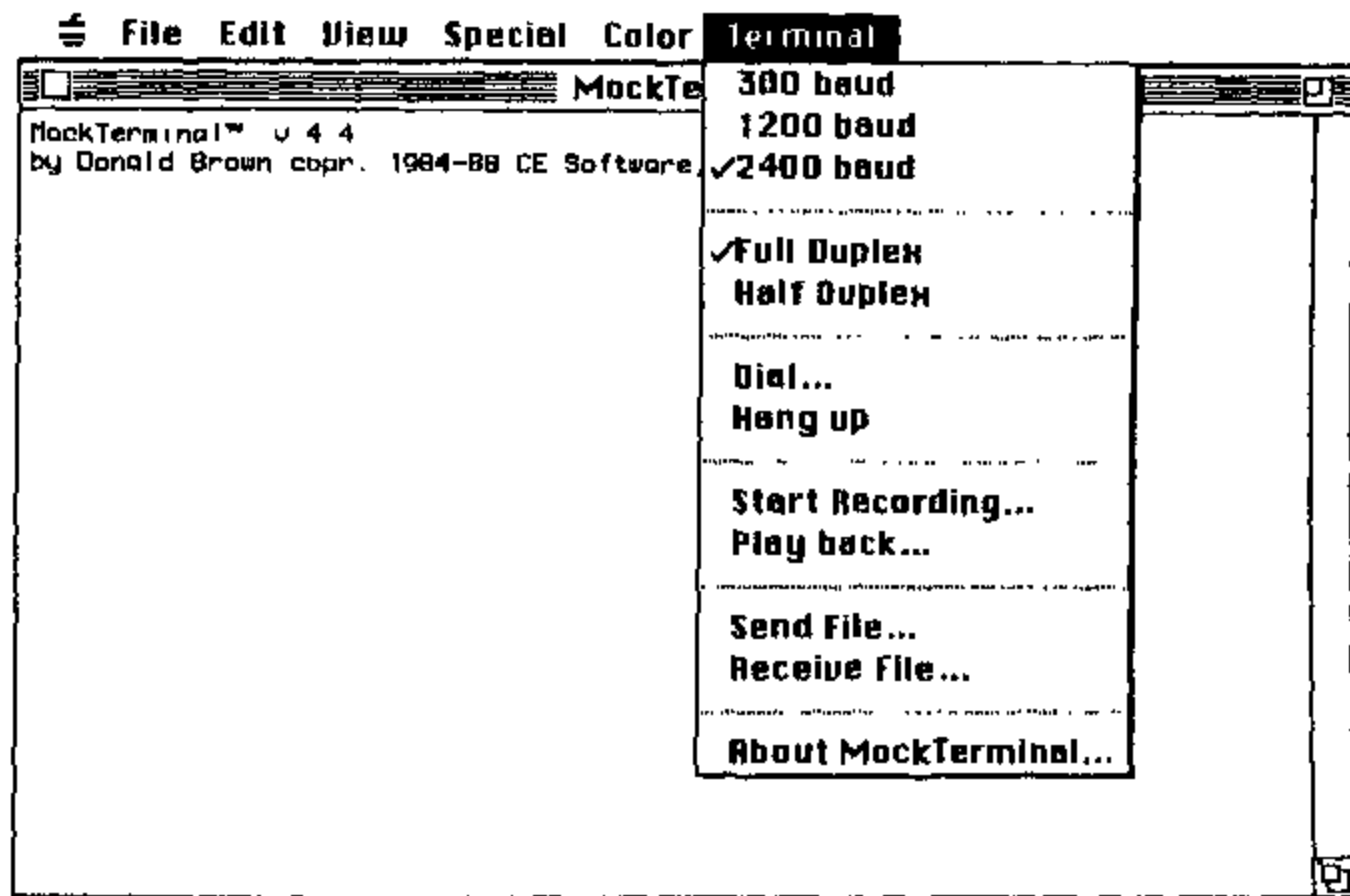 File Edit View Special Color Terminal
MockTe
MockTerminal™ v 4 4
by Donald Brown copr. 1984-88 CE Software,
300 baud
1200 baud
✓2400 baud
✓Full Duplex
Half Duplex
Dial...
Hang up
Start Recording...
Play back...
Send File...
Receive File...
About MockTerminal...